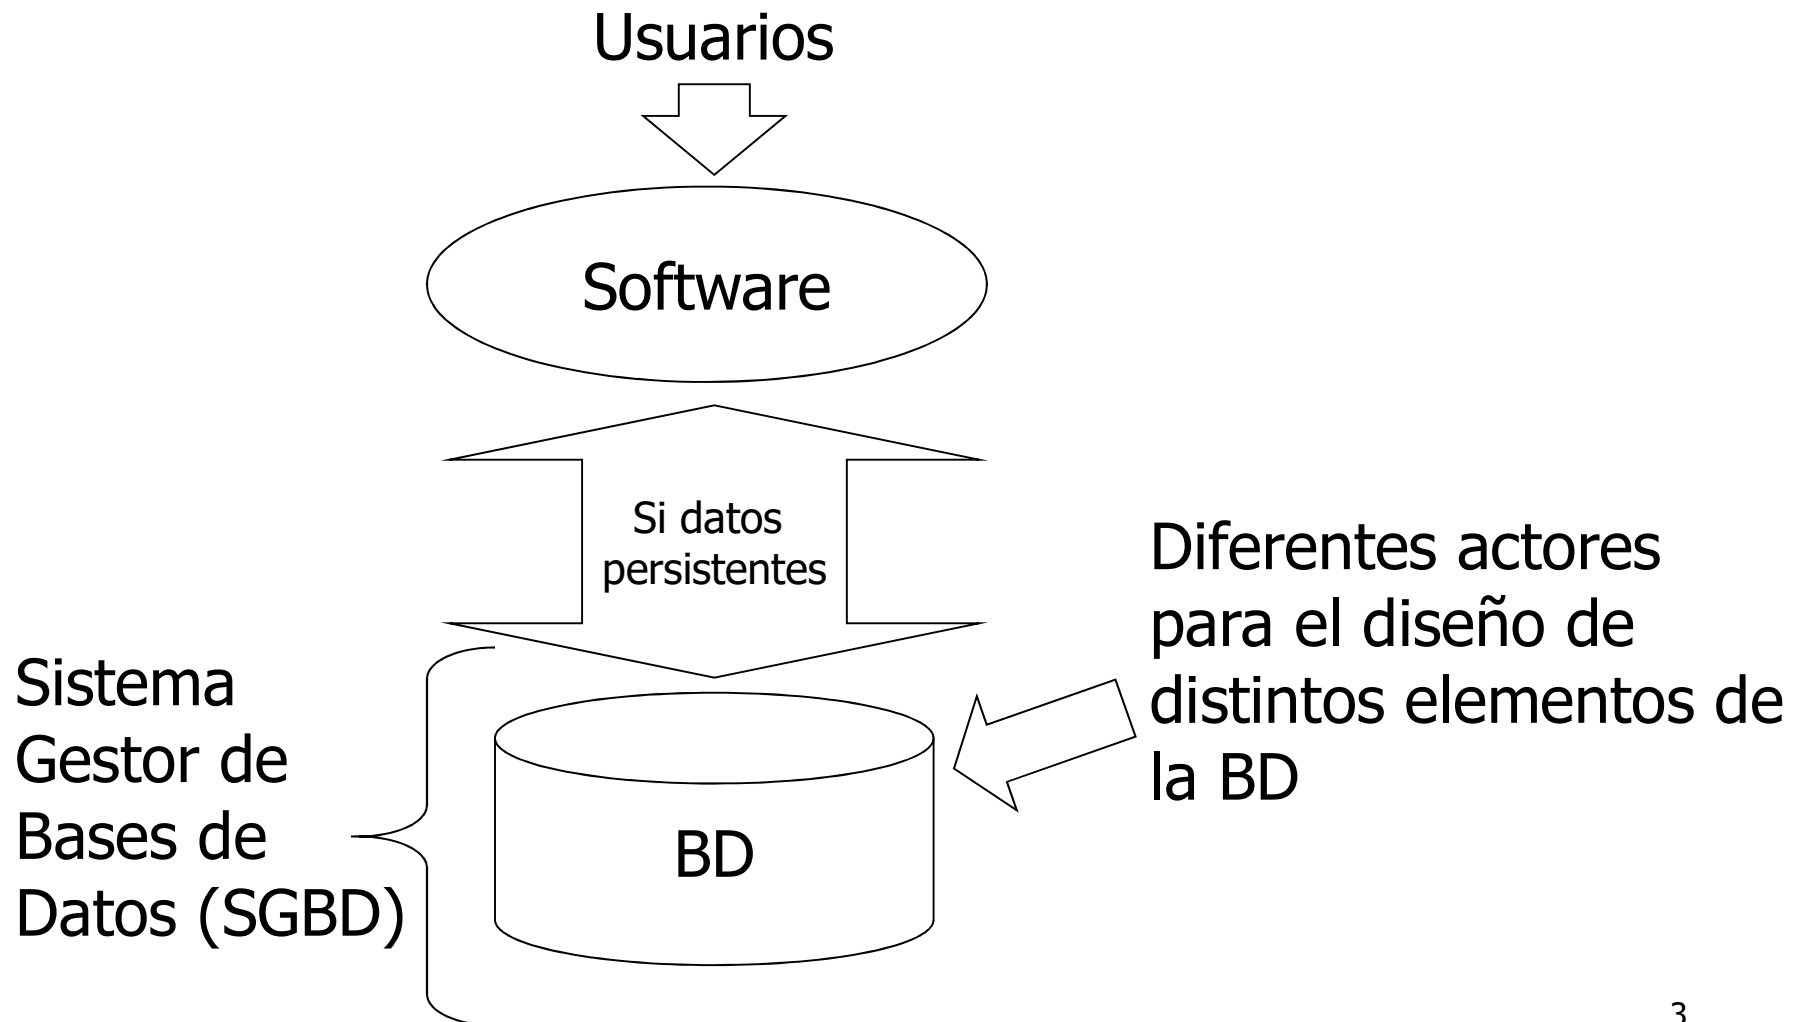 Usuarios
Software
Si datos
persistentes
Diferentes actores
para el diseño de
distintos elementos de
la BD
Sistema
Gestor de
Bases de
Datos (SGBD)
BD
3